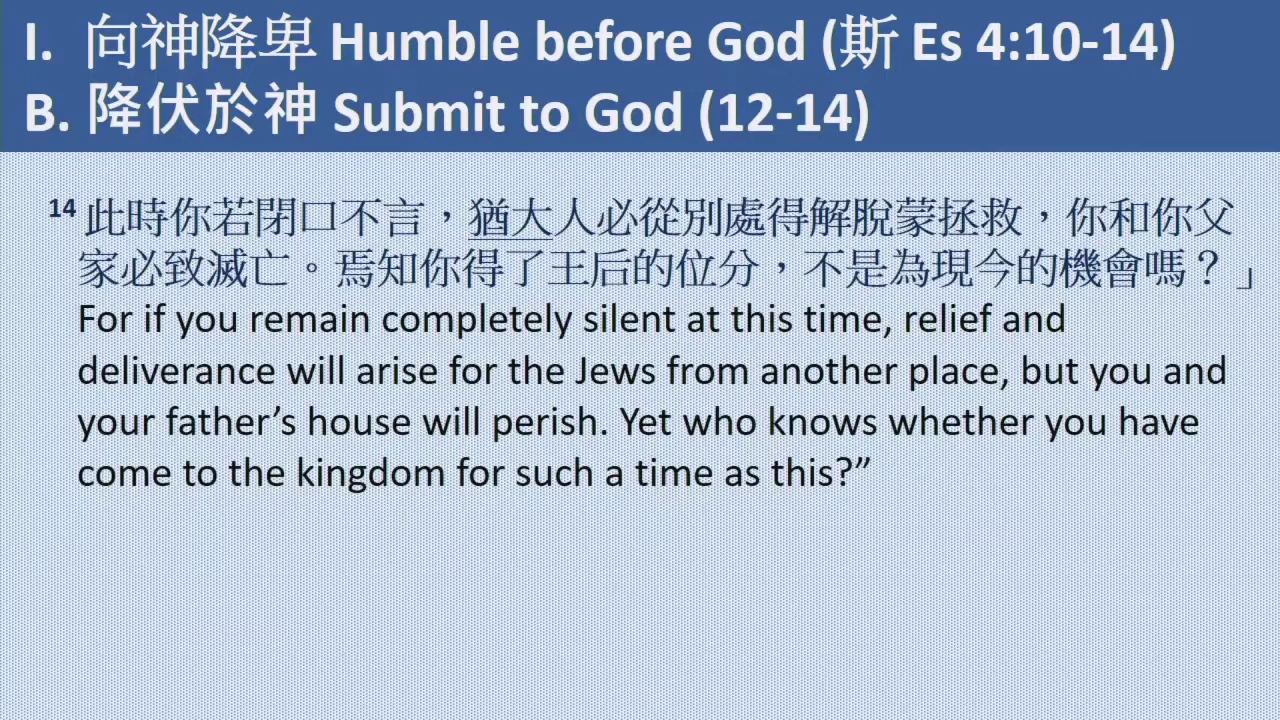 I. 向神降卑 Humble before God (斯 Es 4:10-14)
B. 降伏於神 Submit to God (12-14)
14 此時你若閉口不言，猶大人必從別處得解脫蒙拯救，你和你父
家必致滅亡。焉知你得了王后的位分，不是為現今的機會嗎？」
For if you remain completely silent at this time, relief and
deliverance will arise for the Jews from another place, but you and
your father’s house will perish. Yet who knows whether you have
come to the kingdom for such a time as this?”